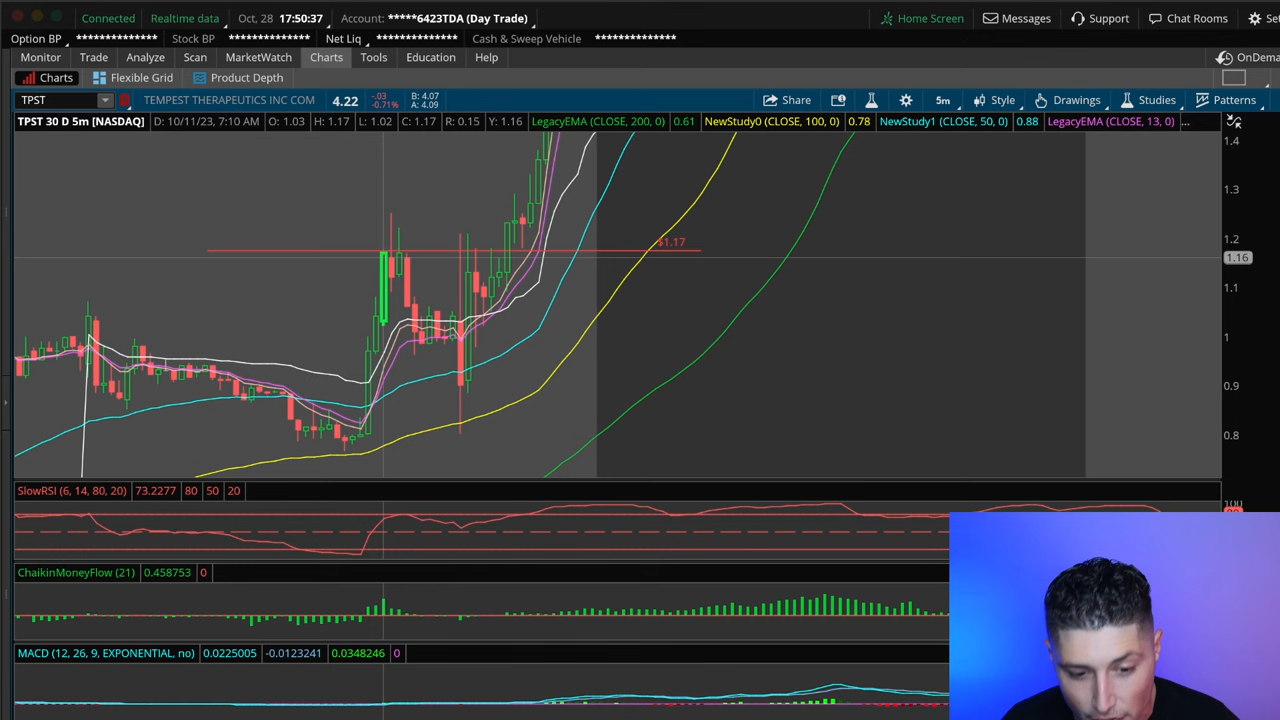 Connected Realtime data Oct, 28 17:50:37 Account: *****6423TDA (Day Trade) Home Screen Messages Support Chat Rooms Set
Option BP *************** Stock BP *************** Net Liq *************** Cash & Sweep Vehicle ***************
Monitor Trade Analyze Scan MarketWatch Charts Tools Education Help OnDema
Charts Flexible Grid Product Depth
TPST TEMPEST THERAPEUTICS INC COM 4.22 -.03 -0.71% B: 4.07 A: 4.09 Share 5m Style Drawings Studies Patterns
TPST 30 D 5m [NASDAQ] D: 10/11/23, 7:10 AM O: 1.03 H: 1.17 L: 1.02 C: 1.17 R: 0.15 Y: 1.16 LegacyEMA (CLOSE, 200, 0) 0.61 NewStudy0 (CLOSE, 100, 0) 0.78 NewStudy1 (CLOSE, 50, 0) 0.88 LegacyEMA (CLOSE, 13, 0) ...
1.4
1.3
1.2
$1.17
1.16
1.1
1
0.9
0.8
SlowRSI (6, 14, 80, 20) 73.2277 80 50 20
100
ChaikinMoneyFlow (21) 0.458753 0
MACD (12, 26, 9, EXPONENTIAL, no) 0.0225005 -0.0123241 0.0348246 0